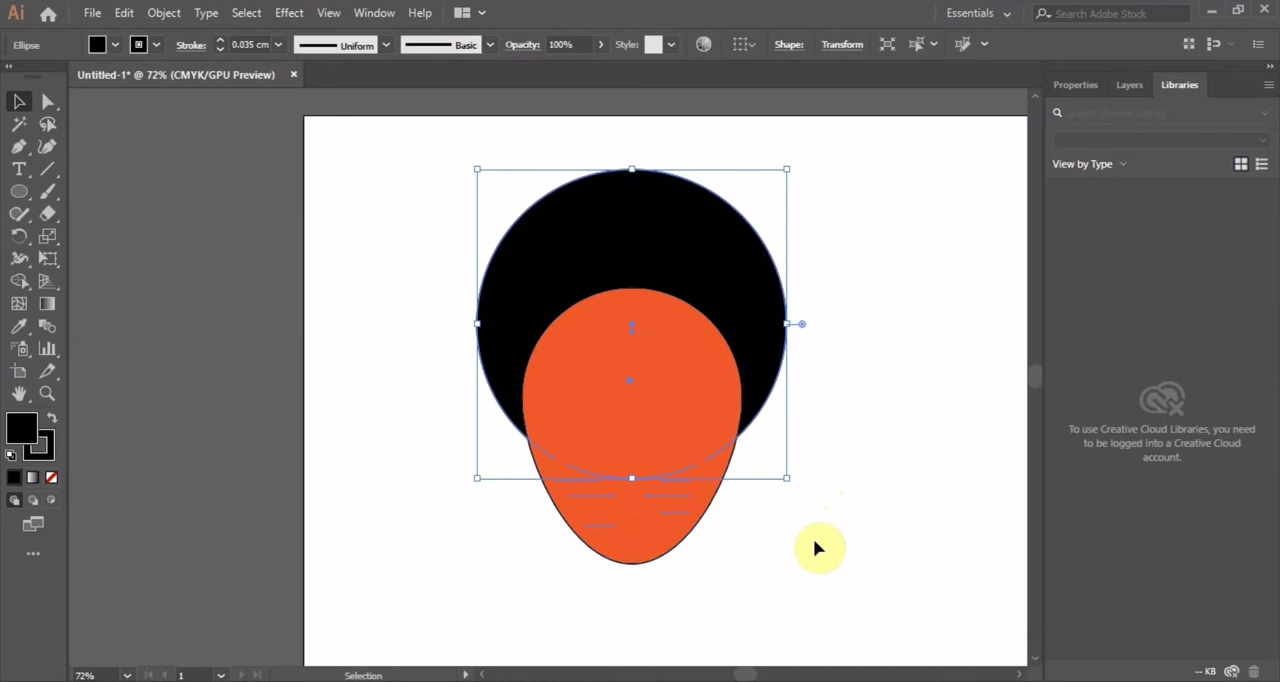 Ai File Edit Object Type Select Effect View Window Help Essentials Search Adobe Stock
Ellipse Stroke: 0.035 cm Uniform Basic Opacity: 100% Style: Shape: Transform
Untitled-1* @ 72% (CMYK/GPU Preview) ×
Properties Layers Libraries
Search Current Library
View by Type
To use Creative Cloud Libraries, you need
to be logged into a Creative Cloud
account.
72% 1 Selection -- KB